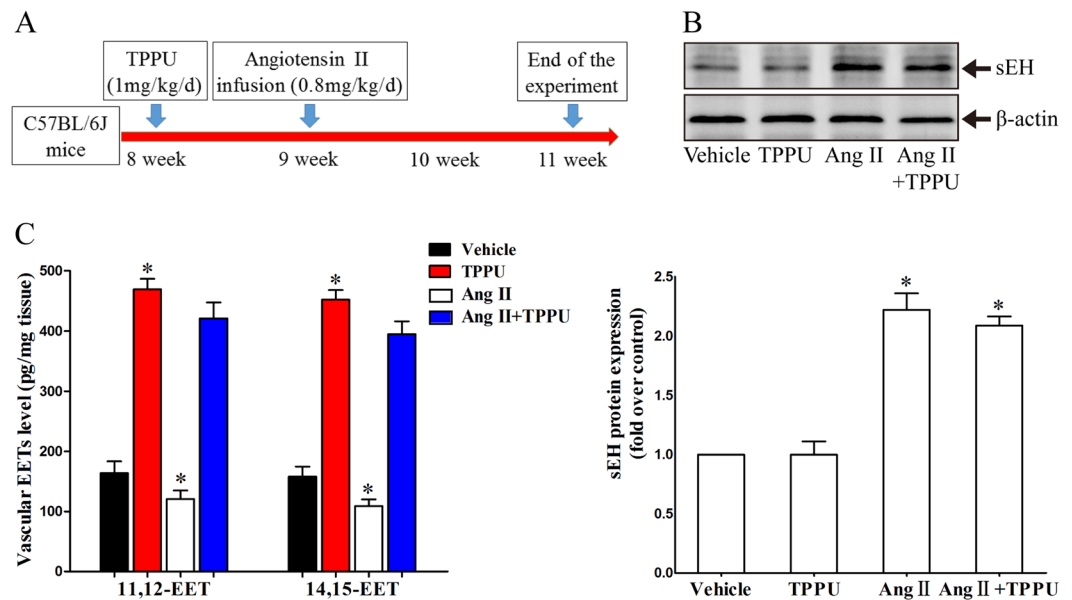 A
TPPU
(1mg/kg/d)
Angiotensin II
infusion (0.8mg/kg/d)
End of the
experiment
C57BL/6J
mice
8 week
9 week
10 week
11 week
B
sEH
β-actin
Vehicle
TPPU
Ang II
Ang II
+TPPU
C
Vascular EETs level (pg/mg tissue)
500
400
300
200
100
0
*
*
*
*
11,12-EET
14,15-EET
Vehicle
TPPU
Ang II
Ang II+TPPU
sEH protein expression
(fold over control)
2.5
2.0
1.5
1.0
0.5
0.0
*
*
Vehicle
TPPU
Ang II
Ang II +TPPU